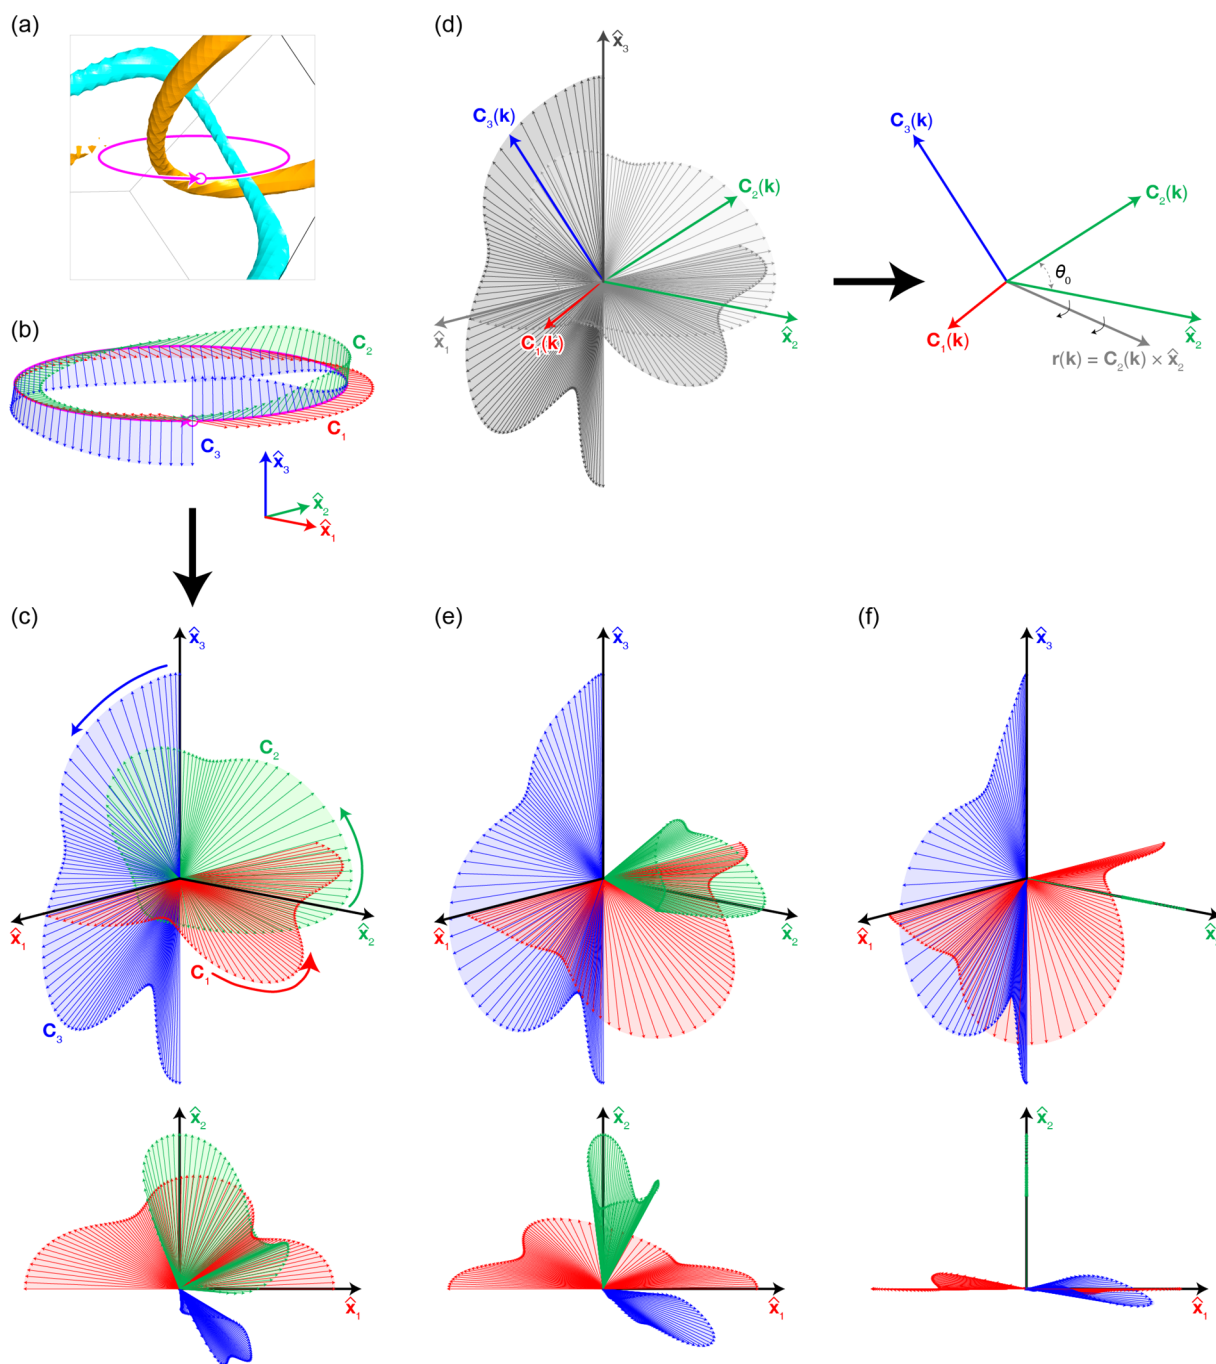 (a)
(b)
C₂
C₁
C₃
x̂₃
x̂₂
x̂₁
(c)
x̂₃
C₂
x̂₁
x̂₂
C₁
C₃
x̂₂
x̂₁
(d)
x̂₃
C₃(k)
C₂(k)
x̂₁
C₁(k)
x̂₂
C₃(k)
C₂(k)
θ₀
C₁(k)
x̂₂
r(k) = C₂(k) × x̂₂
(e)
x̂₃
x̂₁
x̂₂
x̂₂
x̂₁
(f)
x̂₃
x̂₁
x̂
x̂₂
x̂₁